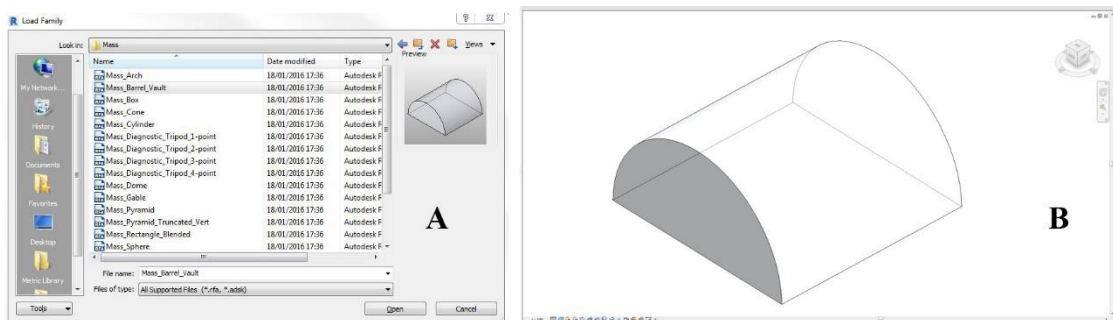 Load Family
Look in: Mass Views
Preview
Name Date modified Type
Mass_Arch 18/01/2016 17:36 Autodesk R
Mass_Barrel_Vault 18/01/2016 17:36 Autodesk R
Mass_Box 18/01/2016 17:36 Autodesk R
Mass_Cone 18/01/2016 17:36 Autodesk R
Mass_Cylinder 18/01/2016 17:36 Autodesk R
Mass_Diagnostic_Tripod_1-point 18/01/2016 17:36 Autodesk R
Mass_Diagnostic_Tripod_2-point 18/01/2016 17:36 Autodesk R
Mass_Diagnostic_Tripod_3-point 18/01/2016 17:36 Autodesk R
Mass_Diagnostic_Tripod_4-point 18/01/2016 17:36 Autodesk R
Mass_Dome 18/01/2016 17:36 Autodesk R
Mass_Gable 18/01/2016 17:36 Autodesk R
Mass_Pyramid 18/01/2016 17:36 Autodesk R
Mass_Pyramid_Truncated_Vert 18/01/2016 17:36 Autodesk R
Mass_Rectangle_Blended 18/01/2016 17:36 Autodesk R
Mass_Sphere 18/01/2016 17:36 Autodesk R
My Network...
History
Documents
Favorites
Desktop
Metric Library
File name: Mass_Barrel_Vault
Files of type: All Supported Files (*.rfa, *.adsk)
Tools Open Cancel
A
B